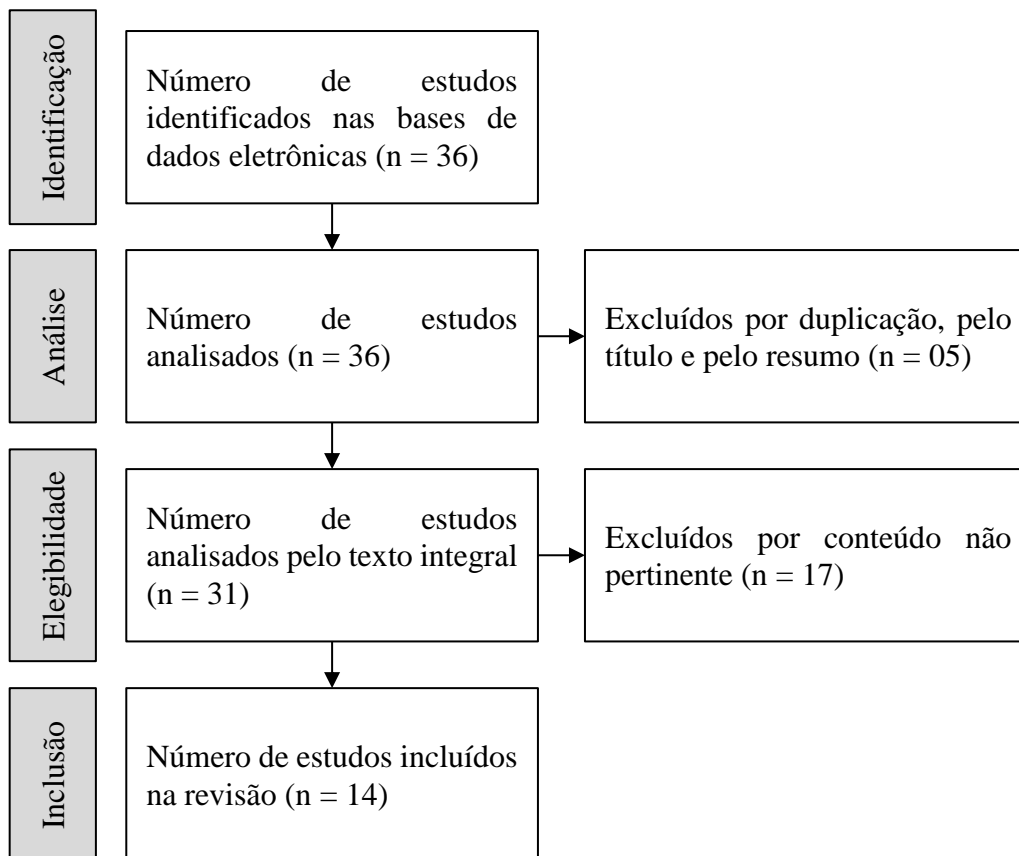 Identificação
Número de estudos
identificados nas bases de
dados eletrônicas (n = 36)
Análise
Número de estudos
analisados (n = 36)
Excluídos por duplicação, pelo
título e pelo resumo (n = 05)
Elegibilidade
Número de estudos
analisados pelo texto integral
(n = 31)
Excluídos por conteúdo não
pertinente (n = 17)
Inclusão
Número de estudos incluídos
na revisão (n = 14)